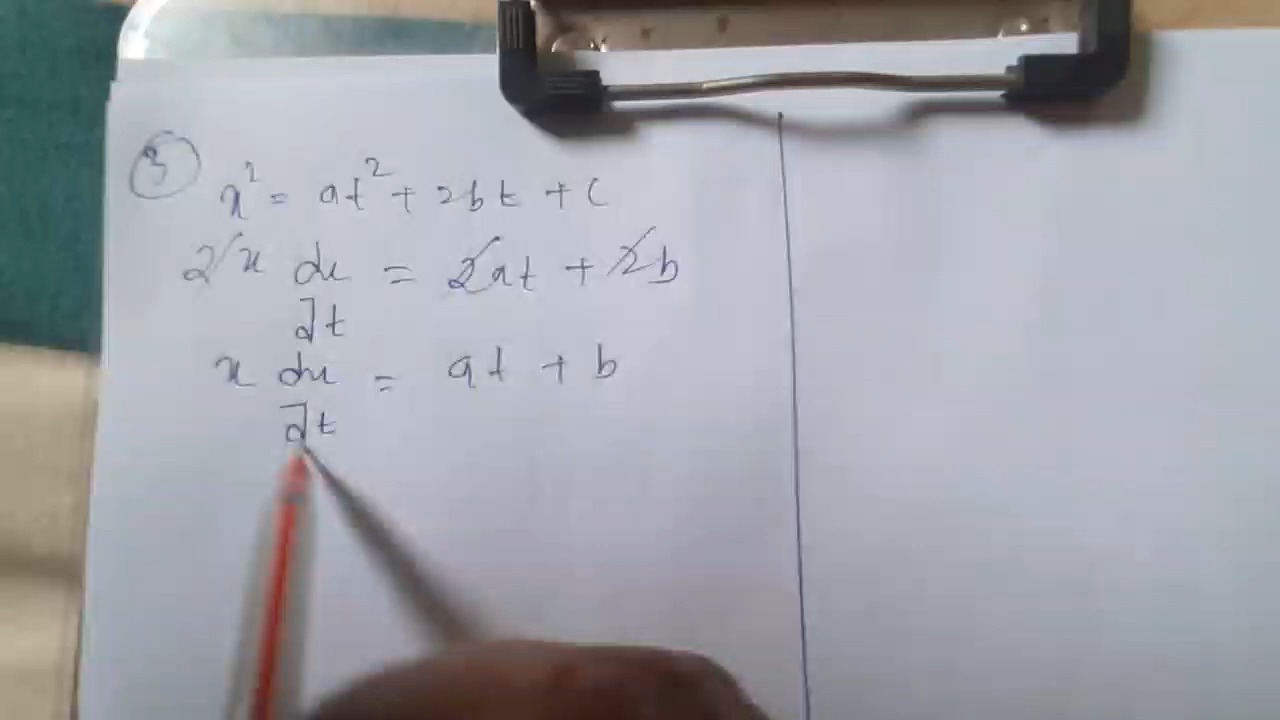 3
x² = at² + 2bt + c
2x dx = 2at + 2b
dt
x dx = at + b
dt